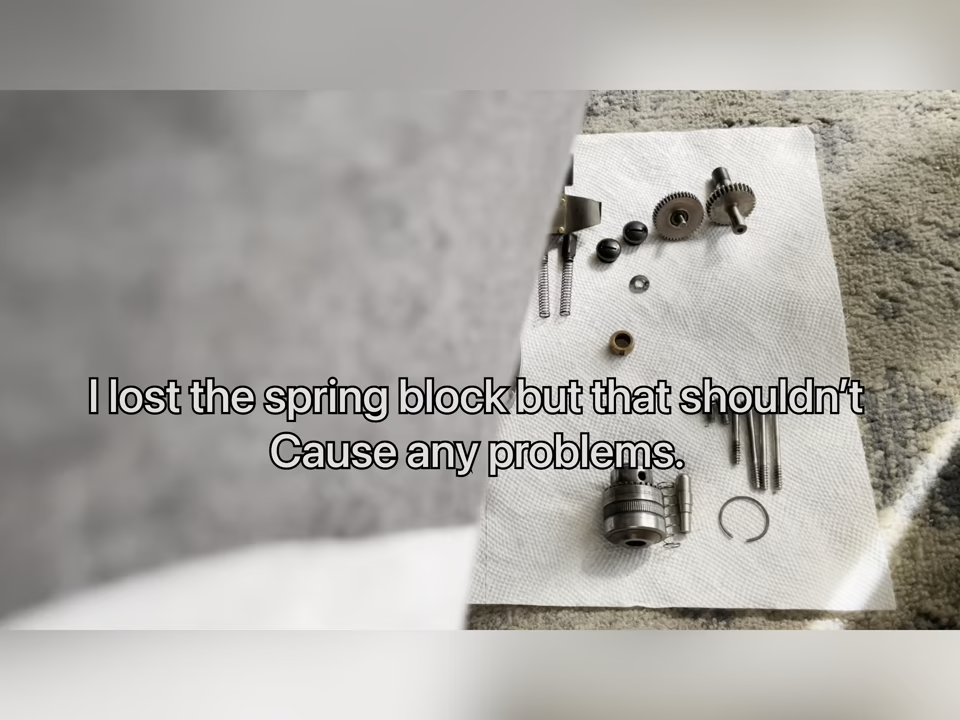 I lost the spring block but that shouldn’t
Cause any problems.